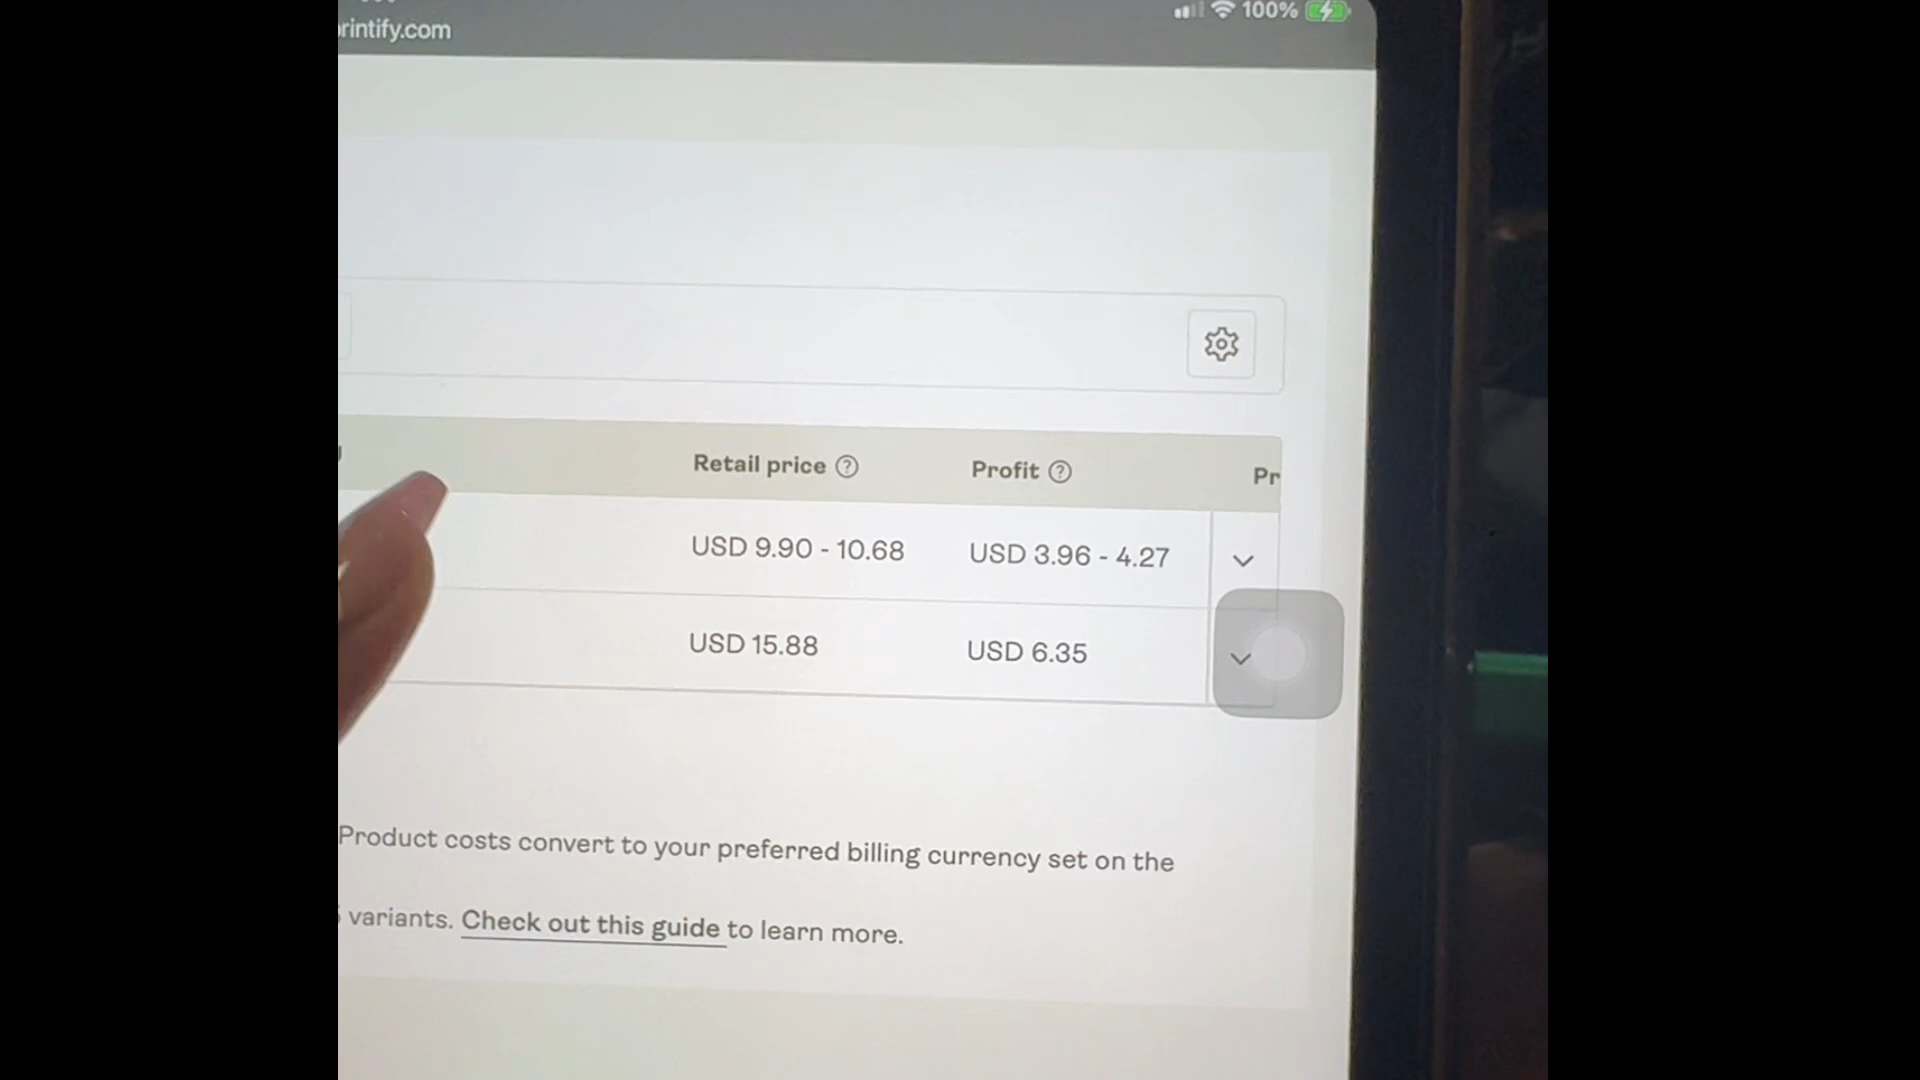 rintify.com
100%
Retail price ?
Profit ?
Pr
USD 9.90 - 10.68
USD 3.96 - 4.27
USD 15.88
USD 6.35
Product costs convert to your preferred billing currency set on the
variants. Check out this guide to learn more.